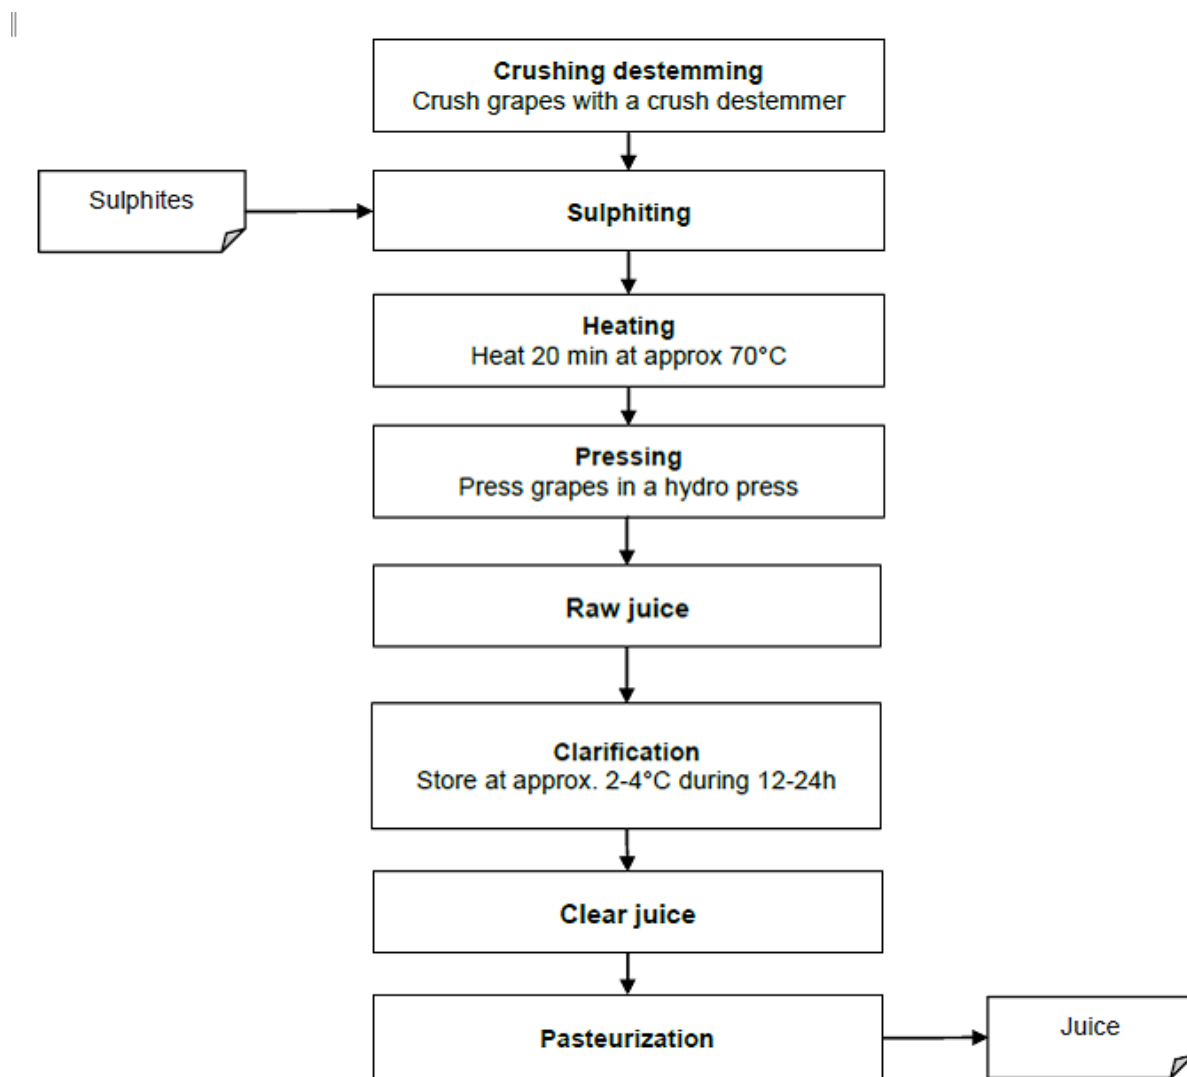 Crushing destemming
Crush grapes with a crush destemmer
Sulphites
Sulphiting
Heating
Heat 20 min at approx 70°C
Pressing
Press grapes in a hydro press
Raw juice
Clarification
Store at approx. 2-4°C during 12-24h
Clear juice
Pasteurization
Juice